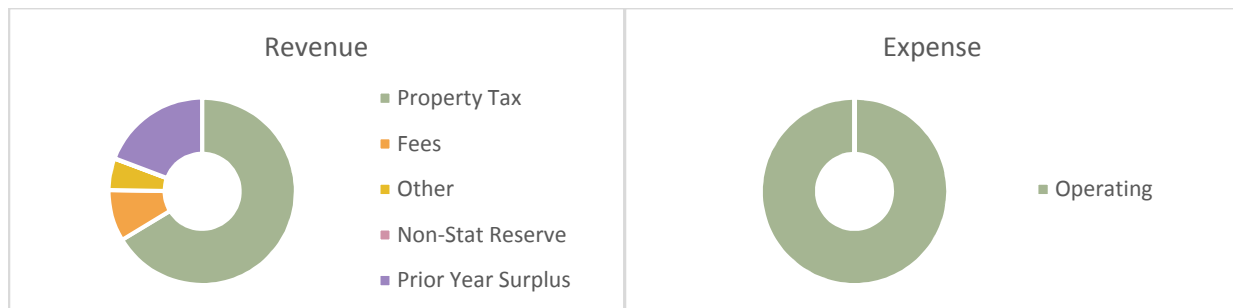 Revenue
Property Tax
Fees
Other
Non-Stat Reserve
Prior Year Surplus
Expense
Operating